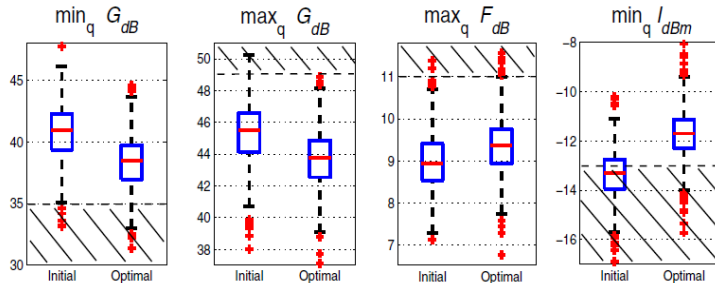 min_q G_dB
max_q G_dB
max_q F_dB
min_q I_dBm
45
40
35
30
Initial
Optimal
50
48
46
44
42
40
38
Initial
Optimal
11
10
9
8
7
Initial
Optimal
−8
−10
−12
−14
−16
Initial
Optimal